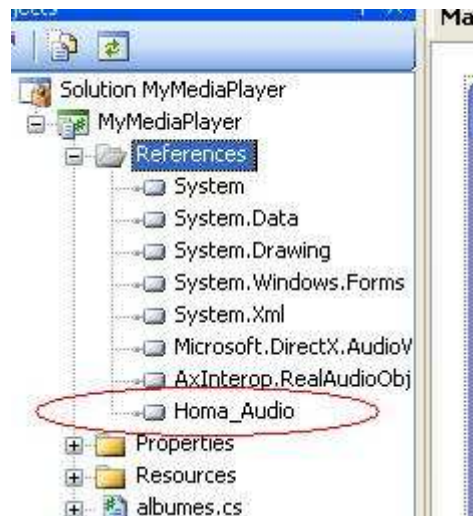 Ma
Solution MyMediaPlayer
MyMediaPlayer
References
System
System.Data
System.Drawing
System.Windows.Forms
System.Xml
Microsoft.DirectX.AudioV
AxInterop.RealAudioObj
Homa_Audio
Properties
Resources
albumes.cs